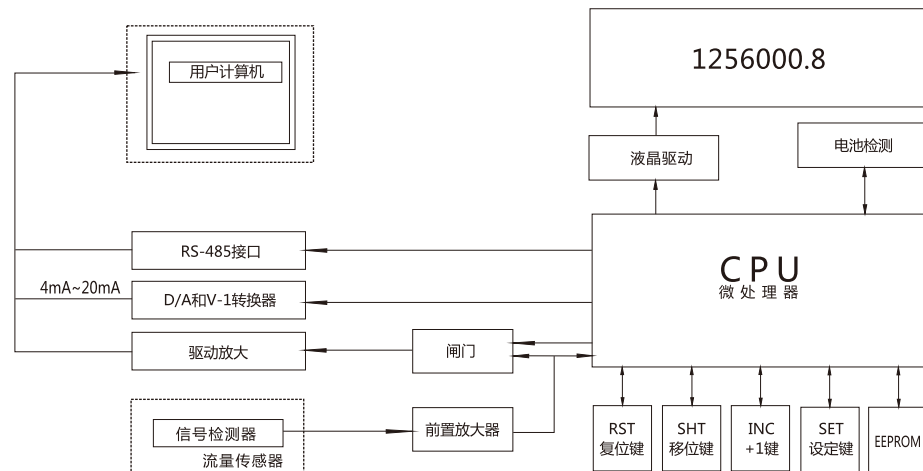 1256000.8
用户计算机
液晶驱动
电池检测
RS-485接口
CPU
微处理器
4mA~20mA
D/A和V-1转换器
驱动放大
闸门
信号检测器
流量传感器
前置放大器
RST
复位键
SHT
移位键
INC
+1键
SET
设定键
EEPROM